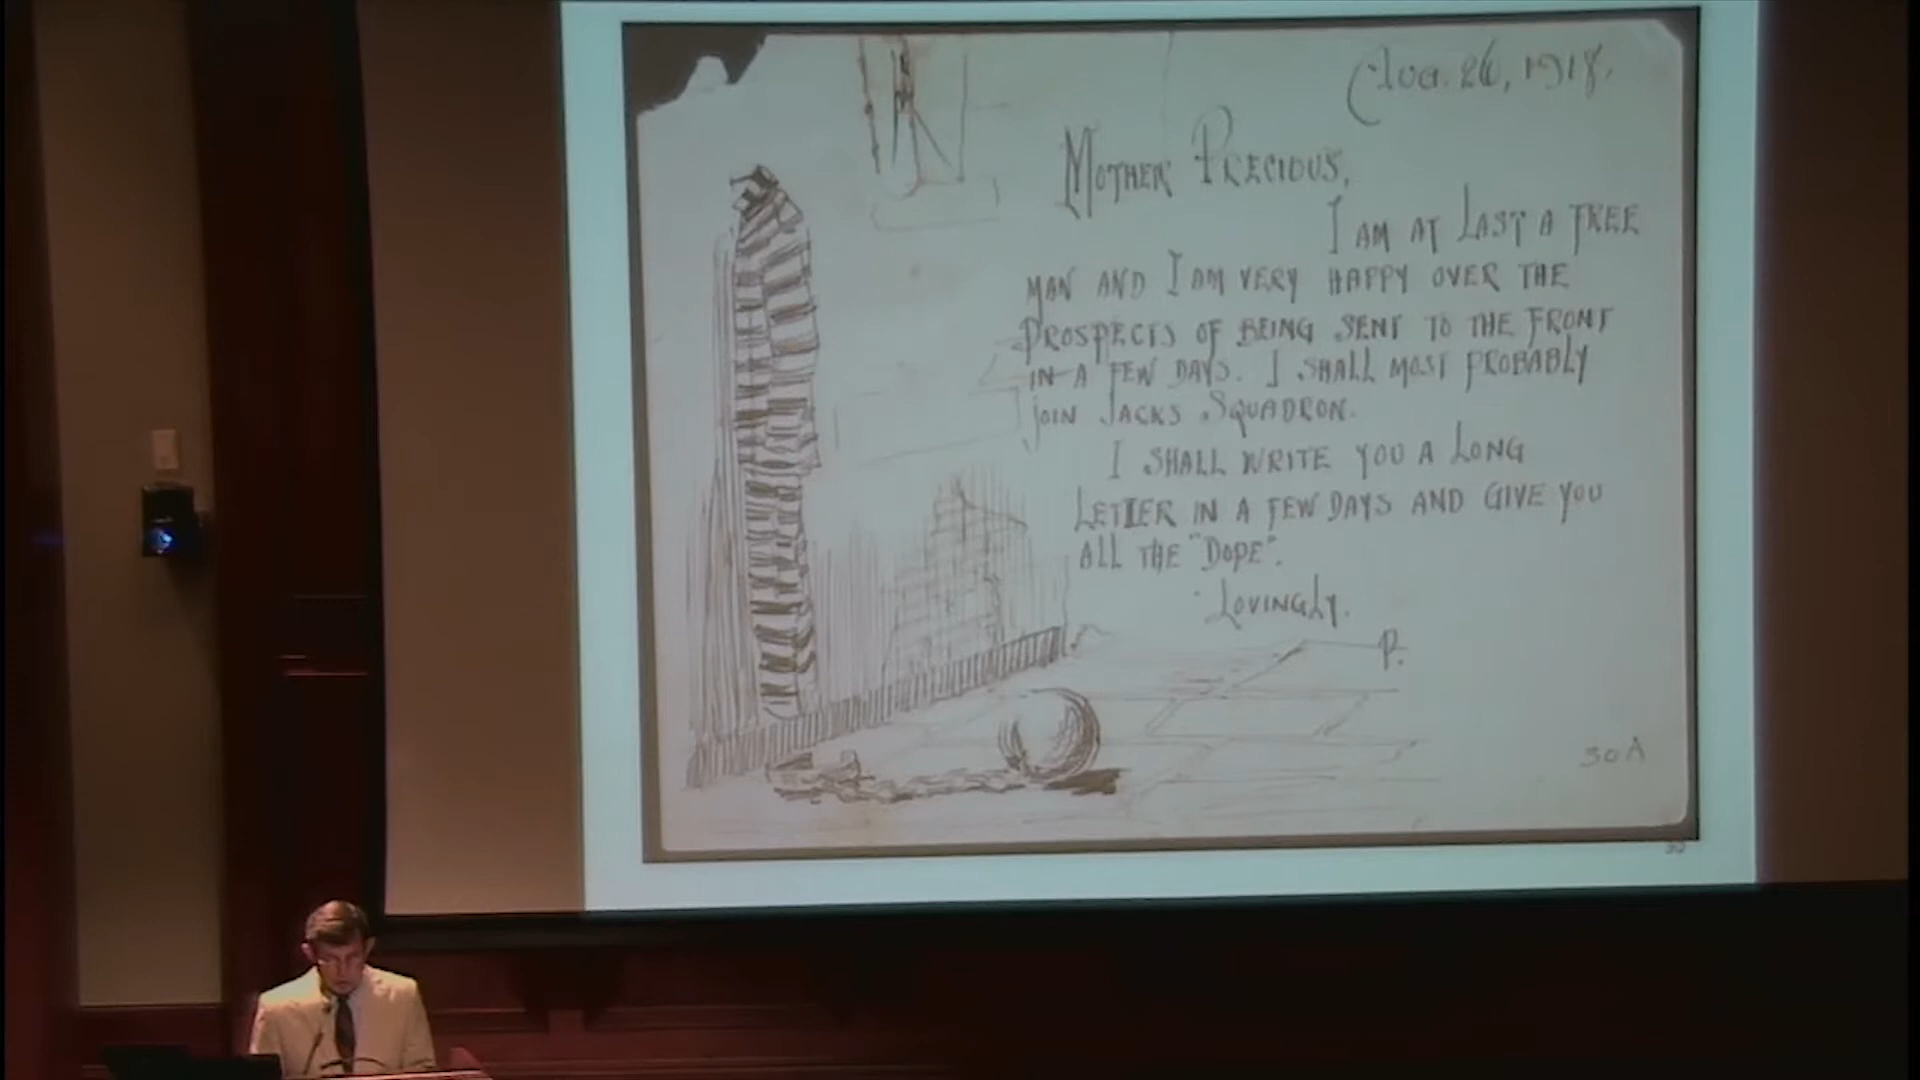 Aug. 26, 1918.
Mother Precious,
I am at last a free
man and I am very happy over the
prospects of being sent to the front
in a few days. I shall most probably
join Jacks Squadron.
I shall write you a long
letter in a few days and give you
all the "Dope".
Lovingly.
P.
30A